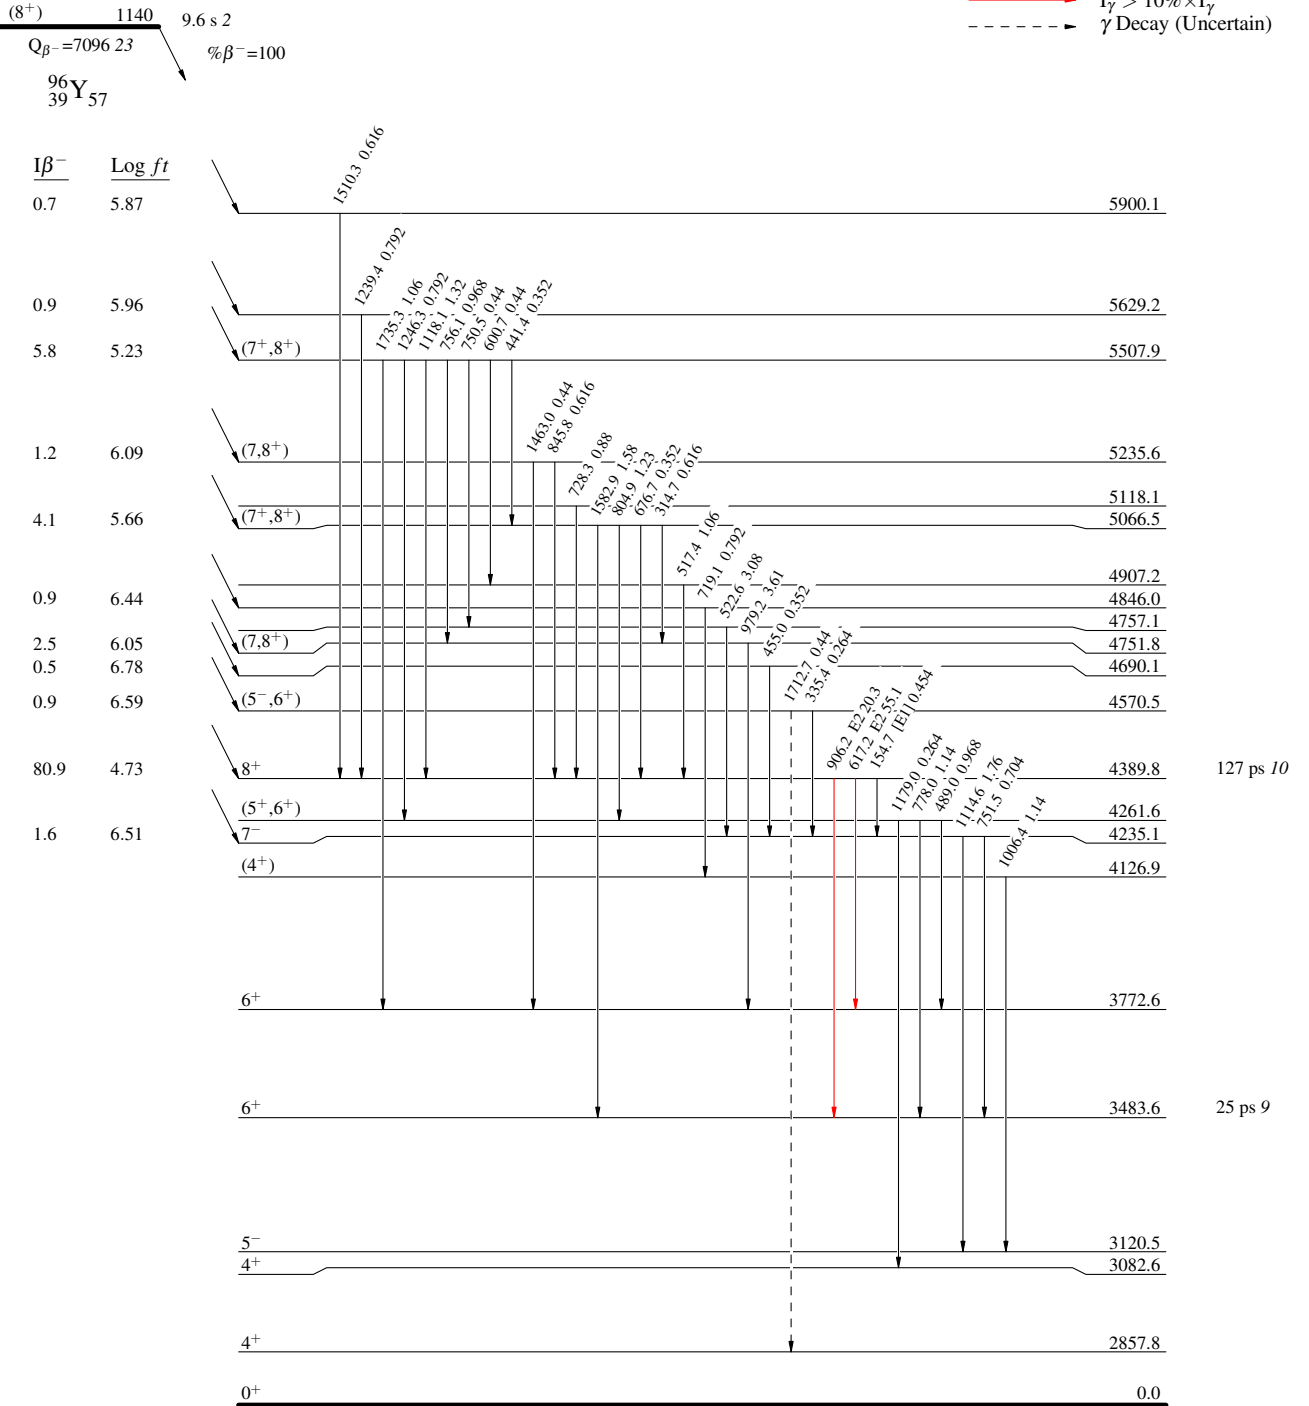 (8⁺) 1140 9.6 s 2
Iγ > 10%×Iγ
γ Decay (Uncertain)
Qβ⁻=7096 23
%β⁻=100
⁹⁶₃₉Y₅₇
Iβ⁻ Log ft
1510.3 0.616
0.7 5.87 5900.1
1239.4 0.792
0.9 5.96 5629.2
1735.3 1.06
1246.3 0.792
1118.1 1.32
756.1 0.968
750.5 0.44
600.7 0.44
441.4 0.352
5.8 5.23 (7⁺,8⁺) 5507.9
1463.0 0.44
845.8 0.616
1.2 6.09 (7,8⁺) 5235.6
728.3 0.88
5118.1
1582.9 1.58
804.9 1.23
676.7 0.352
314.7 0.616
4.1 5.66 (7⁺,8⁺) 5066.5
517.4 1.06
4907.2
719.1 0.792
0.9 6.44 4846.0
522.6 3.08
4757.1
979.2 3.61
2.5 6.05 (7,8⁺) 4751.8
455.0 0.352
0.5 6.78 4690.1
1712.7 0.44
335.4 0.264
0.9 6.59 (5⁻,6⁺) 4570.5
906.2 E2 20.3
617.2 E2 55.1
154.7 [E1] 0.454
80.9 4.73 8⁺ 4389.8 127 ps 10
1179.0 0.264
778.0 1.14
489.0 0.968
(5⁺,6⁺) 4261.6
1114.6 1.76
751.5 0.704
1.6 6.51 7⁻ 4235.1
1006.4 1.14
(4⁺) 4126.9
6⁺ 3772.6
6⁺ 3483.6 25 ps 9
5⁻ 3120.5
4⁺ 3082.6
4⁺ 2857.8
0⁺ 0.0